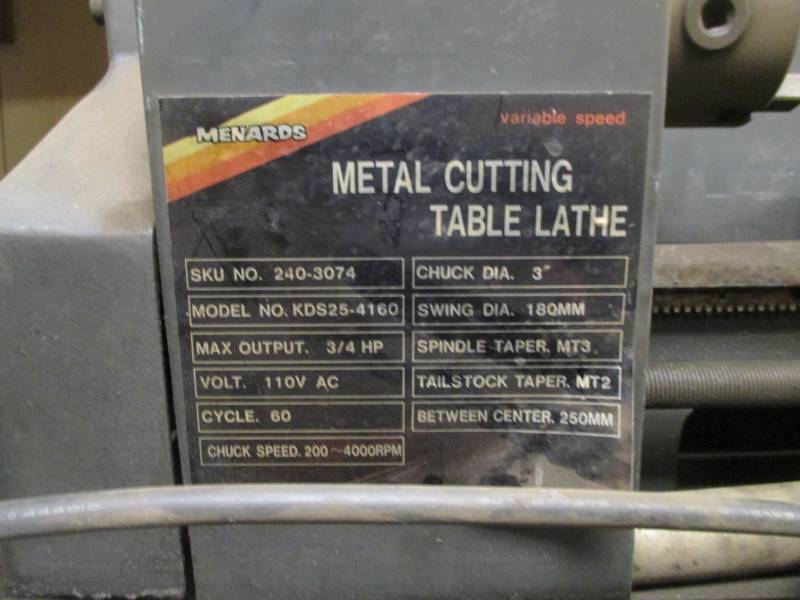 MENARDS
variable speed
METAL CUTTING
TABLE LATHE
SKU NO. 240-3074
CHUCK DIA. 3"
MODEL NO. KDS25-4160
SWING DIA. 180MM
MAX OUTPUT. 3/4 HP
SPINDLE TAPER. MT3
VOLT. 110V AC
TAILSTOCK TAPER. MT2
CYCLE. 60
BETWEEN CENTER. 250MM
CHUCK SPEED. 200~4000RPM